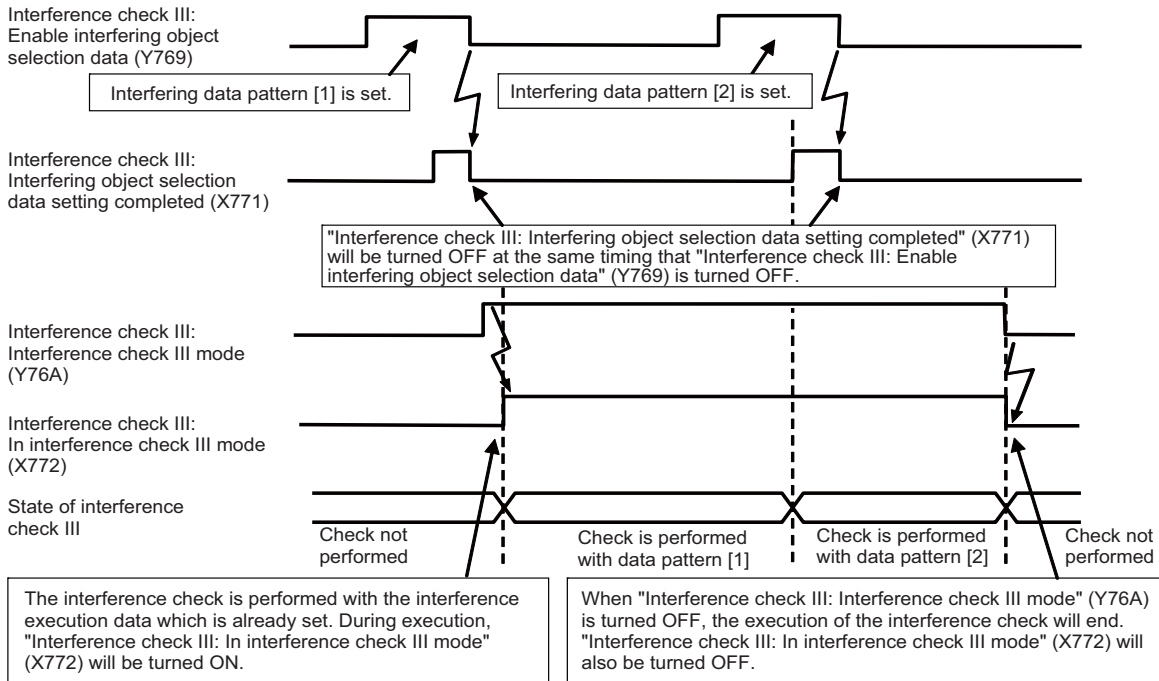 Interference check III:
Enable interfering object
selection data (Y769)
Interfering data pattern [1] is set.
Interfering data pattern [2] is set.
Interference check III:
Interfering object selection
data setting completed (X771)
"Interference check III: Interfering object selection data setting completed" (X771)
will be turned OFF at the same timing that "Interference check III: Enable
interfering object selection data" (Y769) is turned OFF.
Interference check III:
Interference check III mode
(Y76A)
Interference check III:
In interference check III mode
(X772)
State of interference
check III
Check not
performed
Check is performed
with data pattern [1]
Check is performed
with data pattern [2]
Check not
performed
The interference check is performed with the interference
execution data which is already set. During execution,
"Interference check III: In interference check III mode"
(X772) will be turned ON.
When "Interference check III: Interference check III mode" (Y76A)
is turned OFF, the execution of the interference check will end.
"Interference check III: In interference check III mode" (X772) will
also be turned OFF.